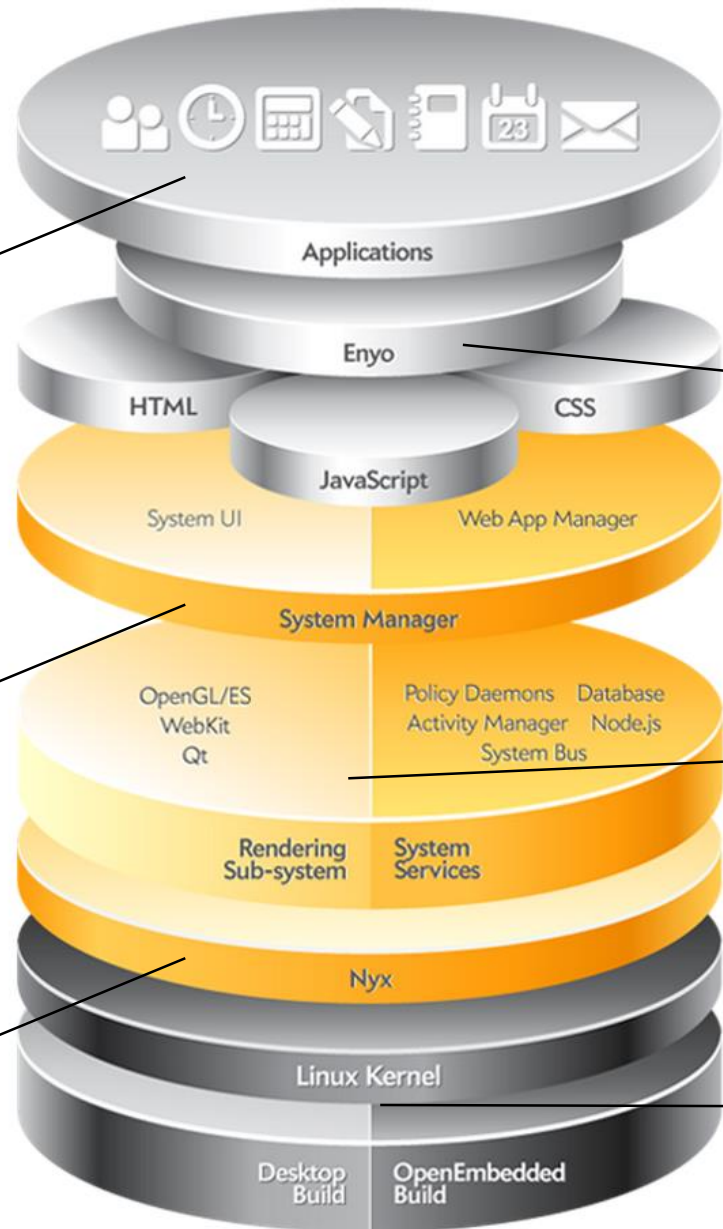 23
Applications
Enyo
HTML
CSS
JavaScript
System UI
Web App Manager
System Manager
OpenGL/ES
WebKit
Qt
Policy Daemons Database
Activity Manager Node.js
System Bus
Rendering
Sub-system
System
Services
Nyx
Linux Kernel
Desktop
Build
OpenEmbedded
Build